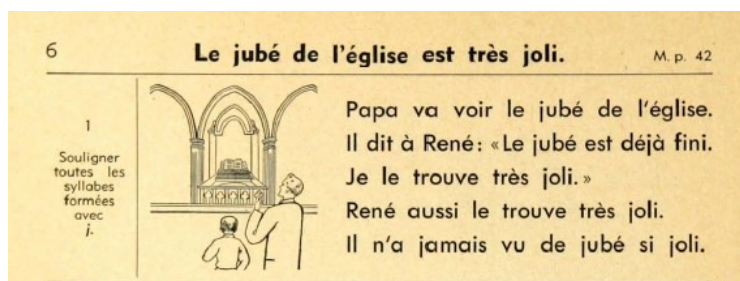 6 Le jubé de l'église est très joli. M. p. 42
1
Souligner
toutes les
syllabes
formées
avec
j.
Papa va voir le jubé de l'église.
Il dit à René: «Le jubé est déjà fini.
Je le trouve très joli.»
René aussi le trouve très joli.
Il n'a jamais vu de jubé si joli.